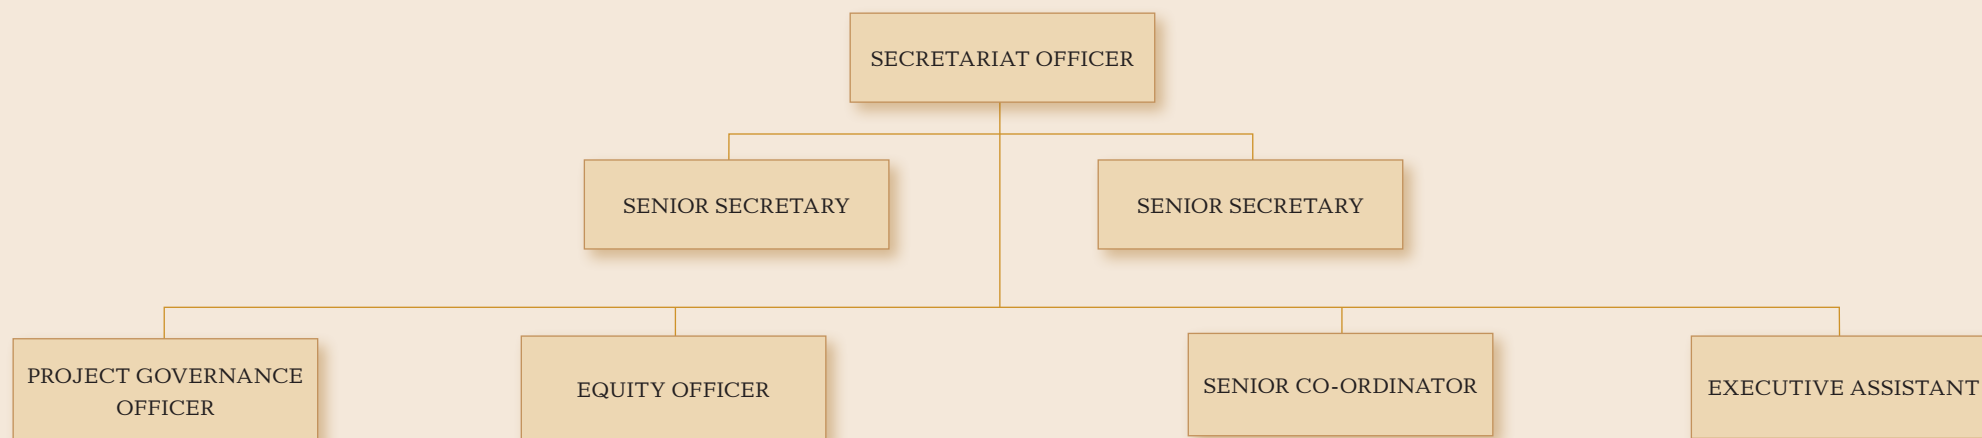 SECRETARIAT OFFICER
SENIOR SECRETARY
SENIOR SECRETARY
PROJECT GOVERNANCE
OFFICER
EQUITY OFFICER
SENIOR CO-ORDINATOR
EXECUTIVE ASSISTANT